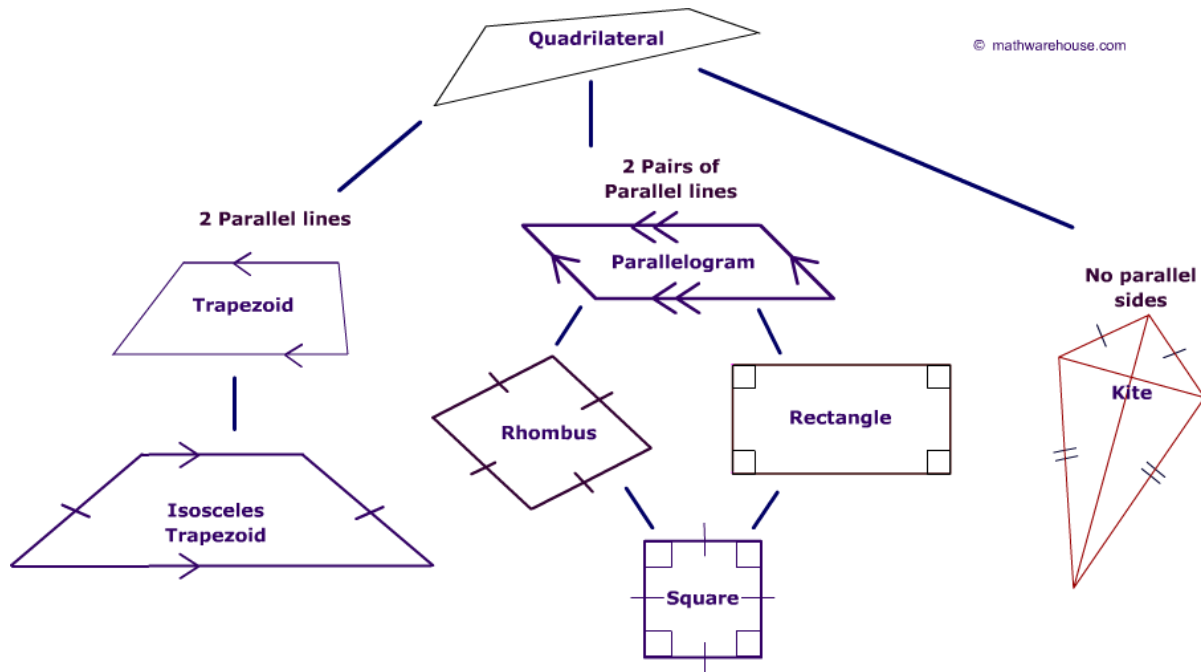 Quadrilateral
© mathwarehouse.com
2 Pairs of
Parallel lines
2 Parallel lines
Parallelogram
No parallel
sides
Trapezoid
Kite
Rhombus
Rectangle
Isosceles
Trapezoid
Square